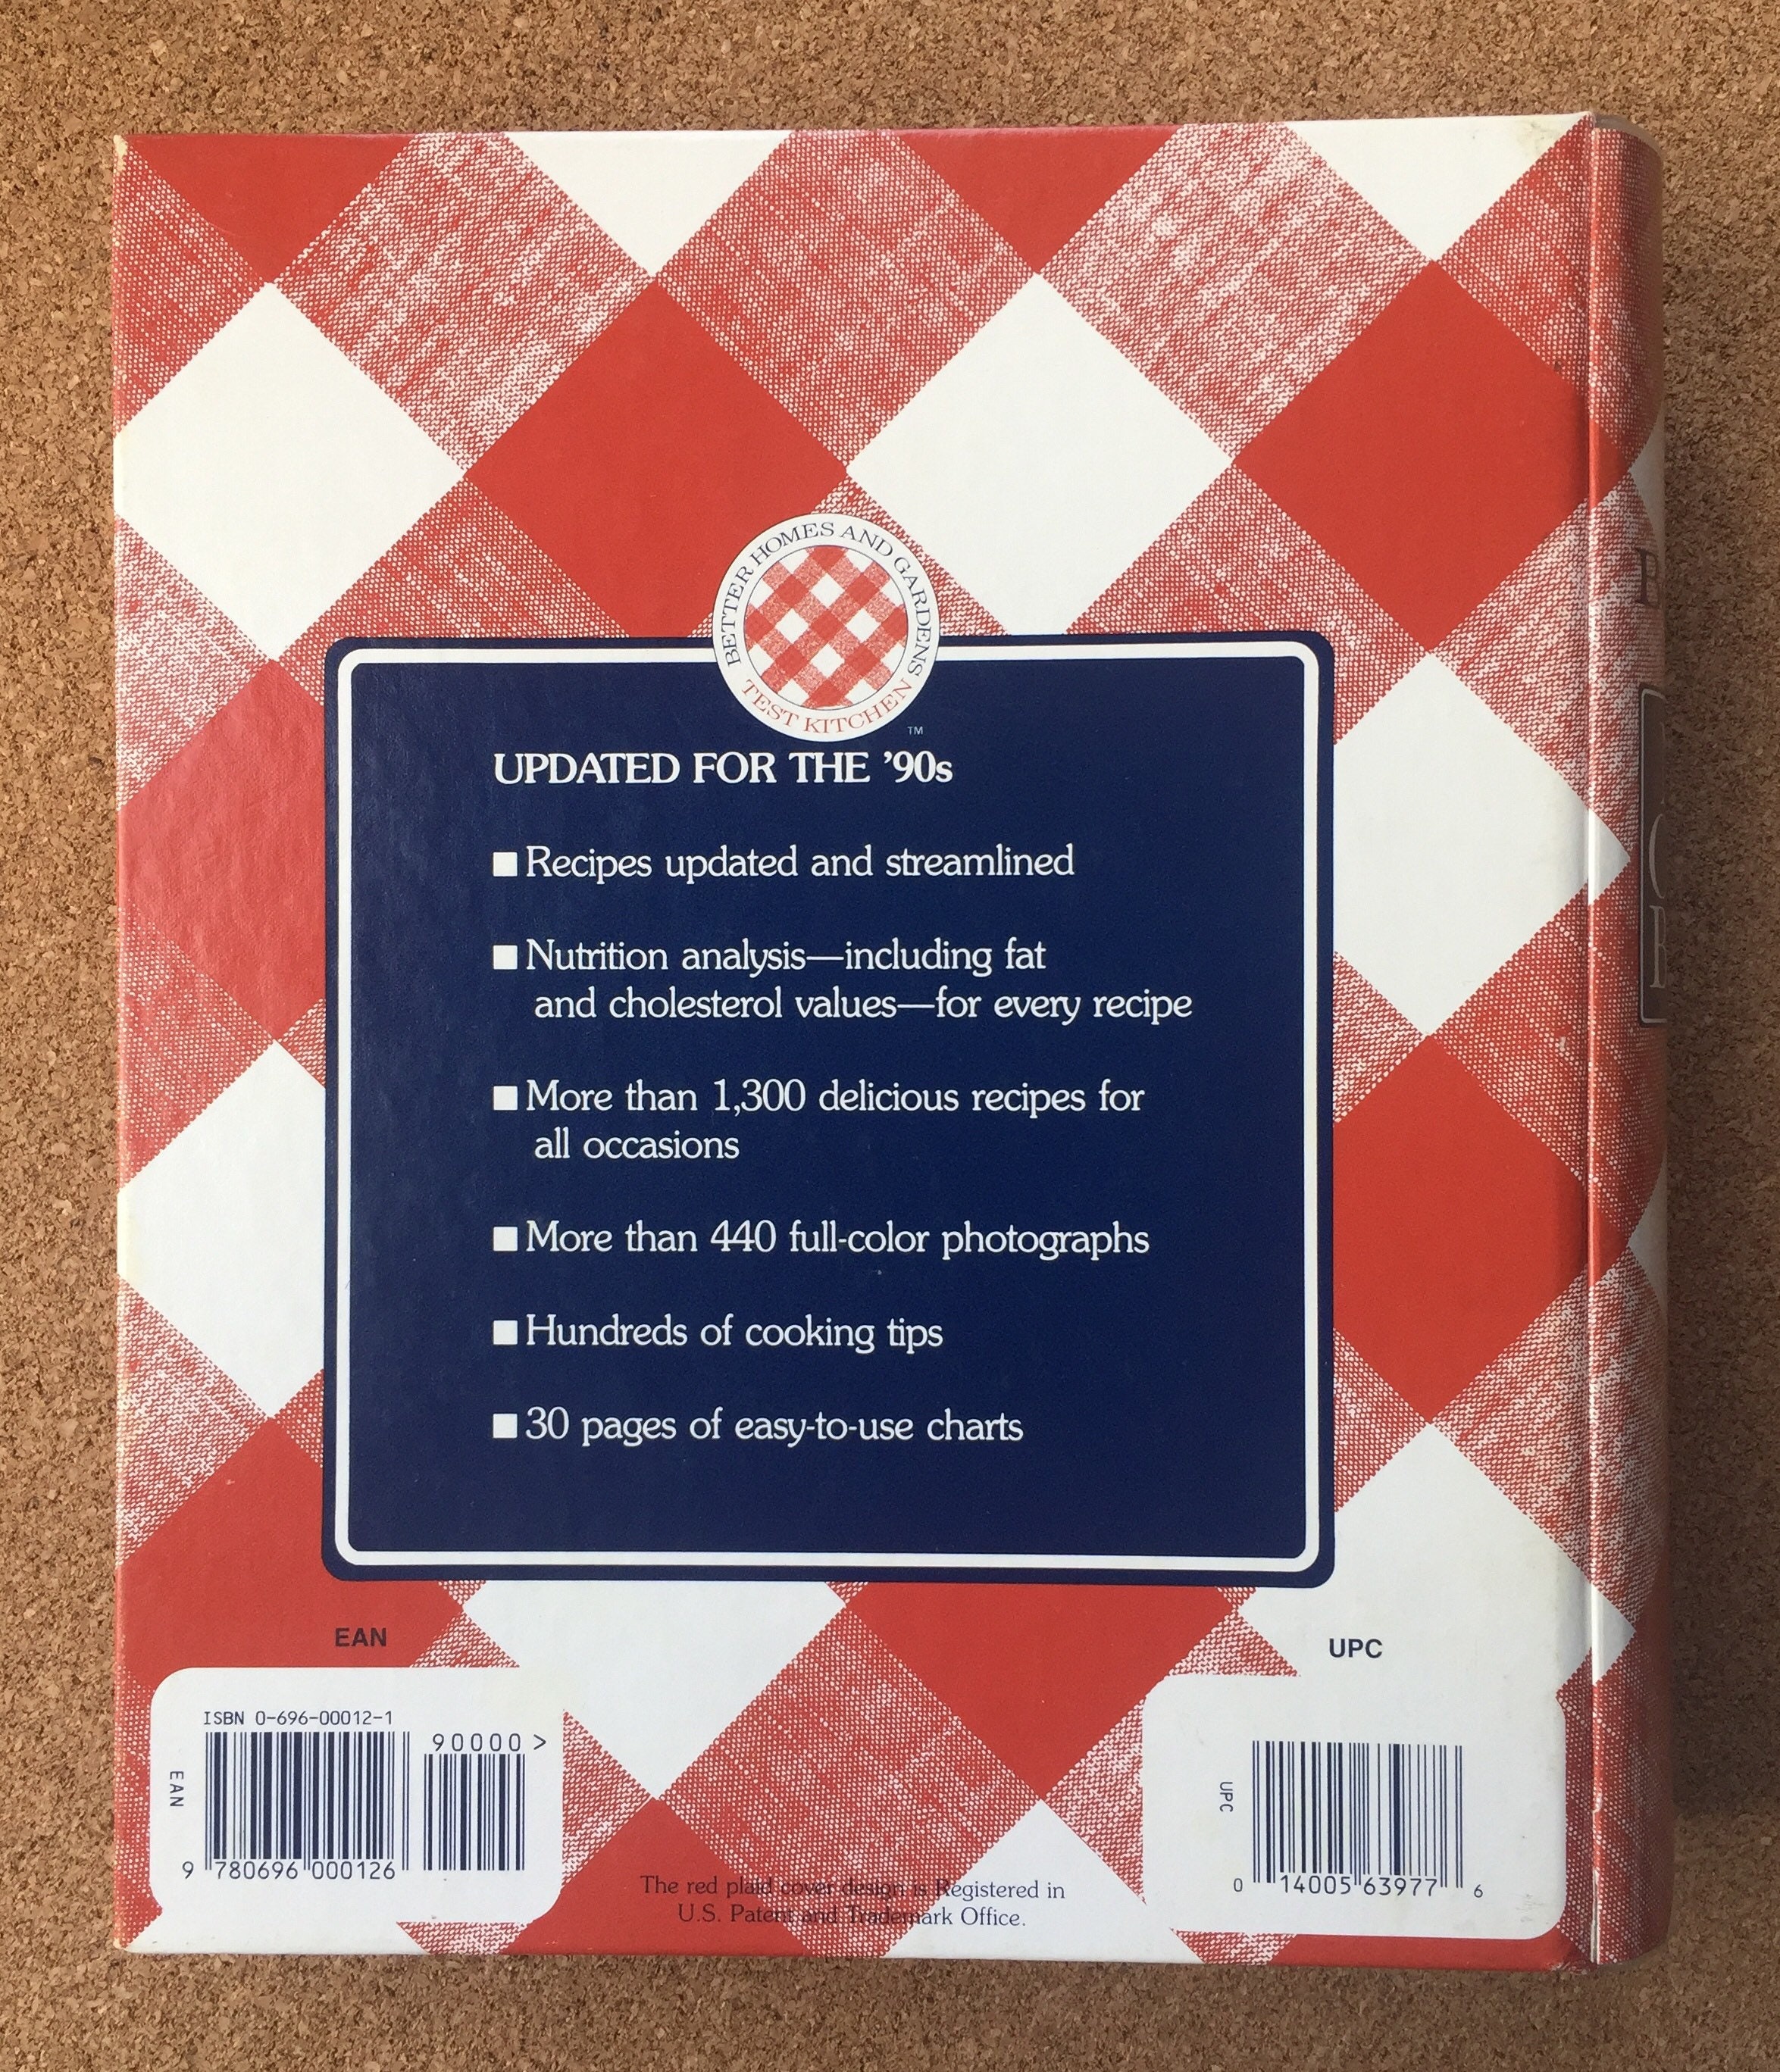 BETTER HOMES AND GARDENS
TEST KITCHEN
TM
UPDATED FOR THE ’90s
■ Recipes updated and streamlined
■ Nutrition analysis—including fat
and cholesterol values—for every recipe
■ More than 1,300 delicious recipes for
all occasions
■ More than 440 full-color photographs
■ Hundreds of cooking tips
■ 30 pages of easy-to-use charts
EAN
ISBN 0-696-00012-1
90000 >
EAN
9 780696 000126
The red plaid cover design is Registered in
U.S. Patent and Trademark Office.
UPC
UPC
0 14005 63977 6